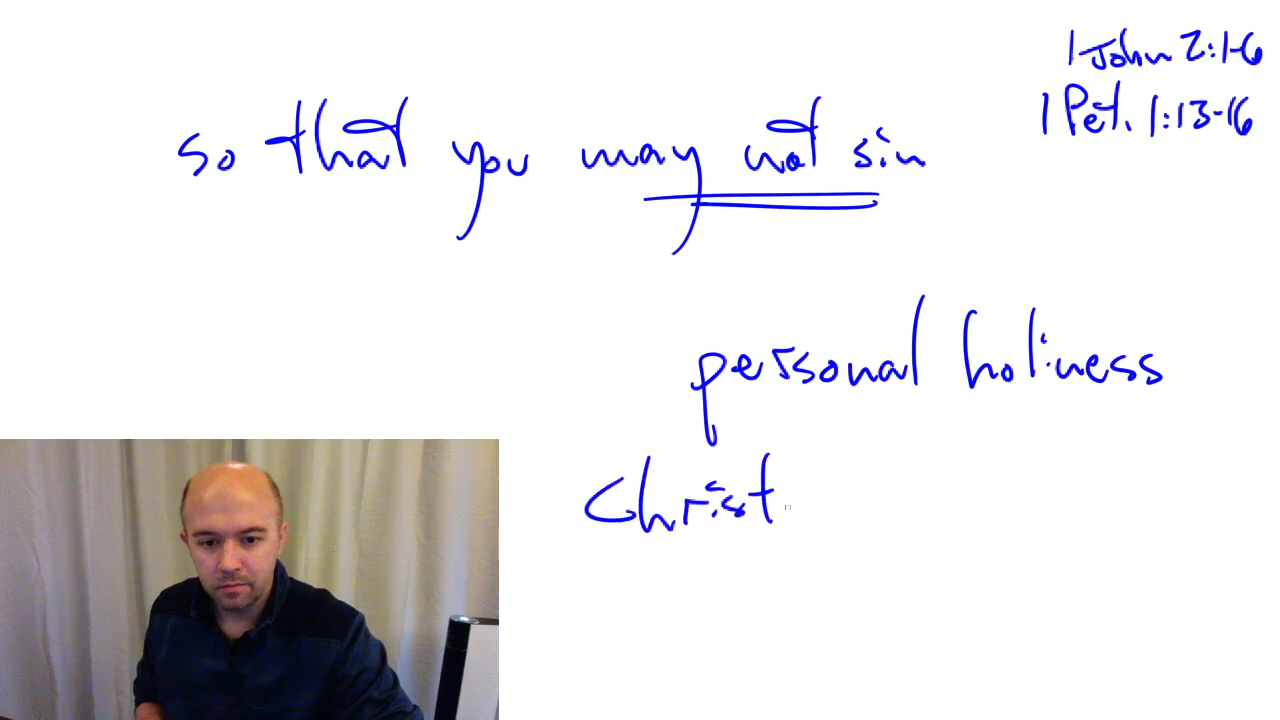 1 John 2:1-6
1 Pet. 1:13-16
so that you may not sin
personal holiness
Christ